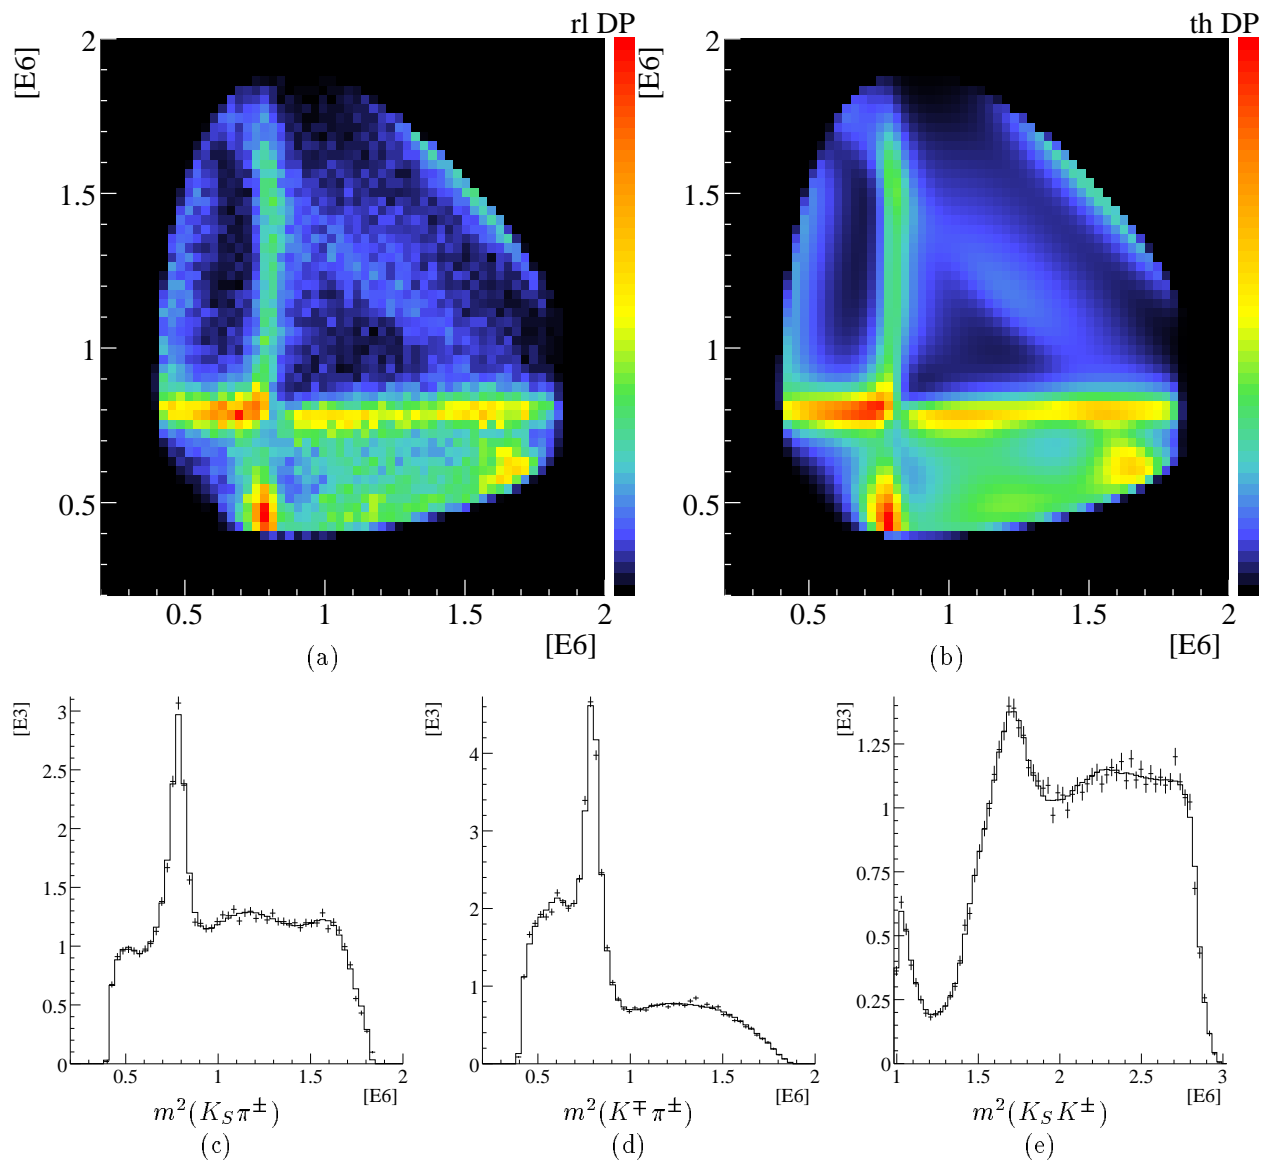 rl DP
th DP
[E6]
[E6]
2
2
1.5
1.5
1
1
0.5
0.5
0.5 1 1.5 2
0.5 1 1.5 2
[E6]
[E6]
(a)
(b)
[E3]
[E3]
[E3]
3
2.5
2
1.5
1
0.5
0
4
3
2
1
0
1.25
1
0.75
0.5
0.25
0
0.5 1 1.5 2
0.5 1 1.5 2
1 1.5 2 2.5 3
[E6]
[E6]
[E6]
m²(K_Sπ^±)
m²(K^∓π^±)
m²(K_SK^±)
(c)
(d)
(e)